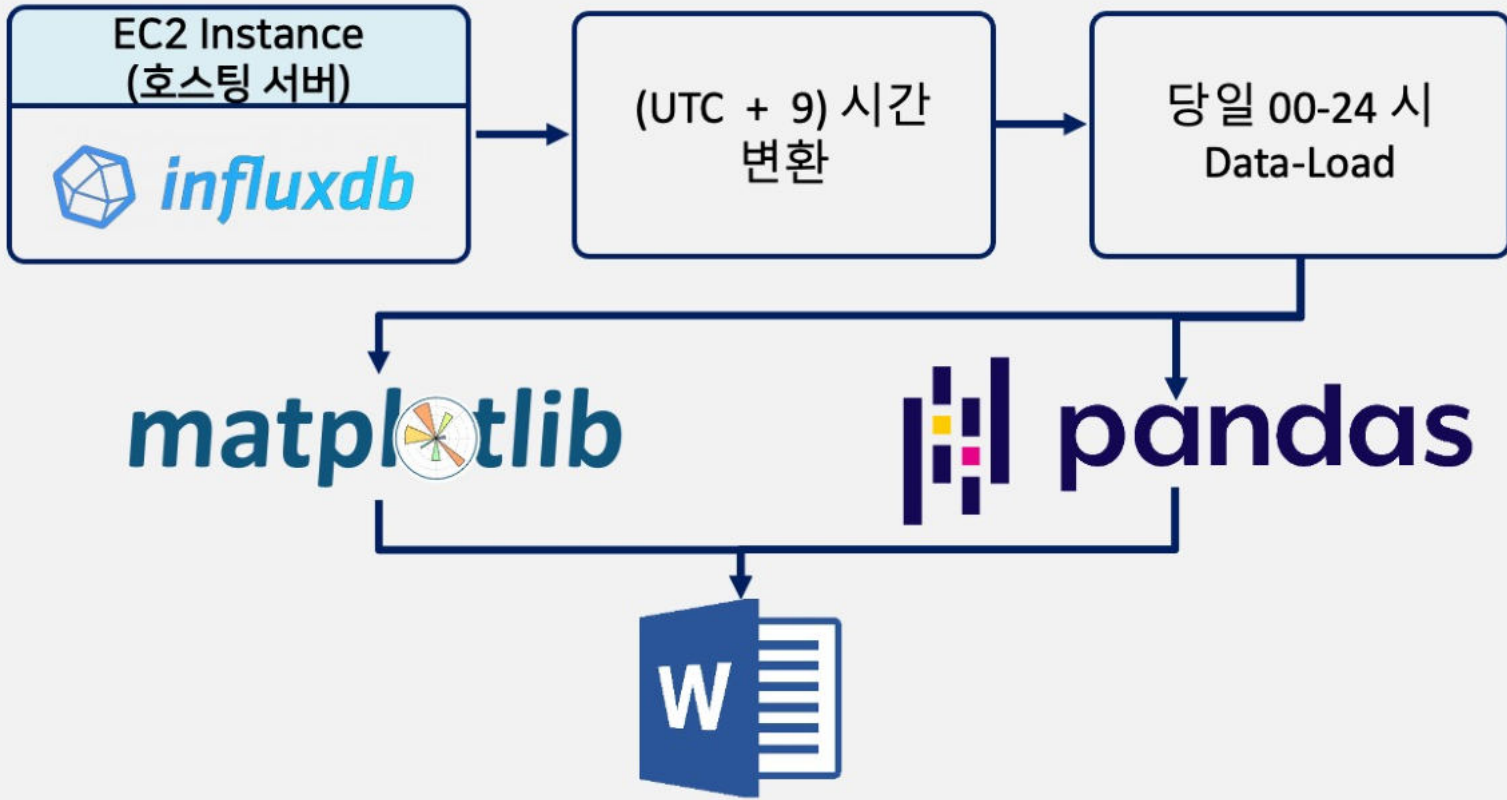 EC2 Instance
(호스팅 서버)
influxdb
(UTC + 9) 시간
변환
당일 00-24 시
Data-Load
matplotlib
pandas
W